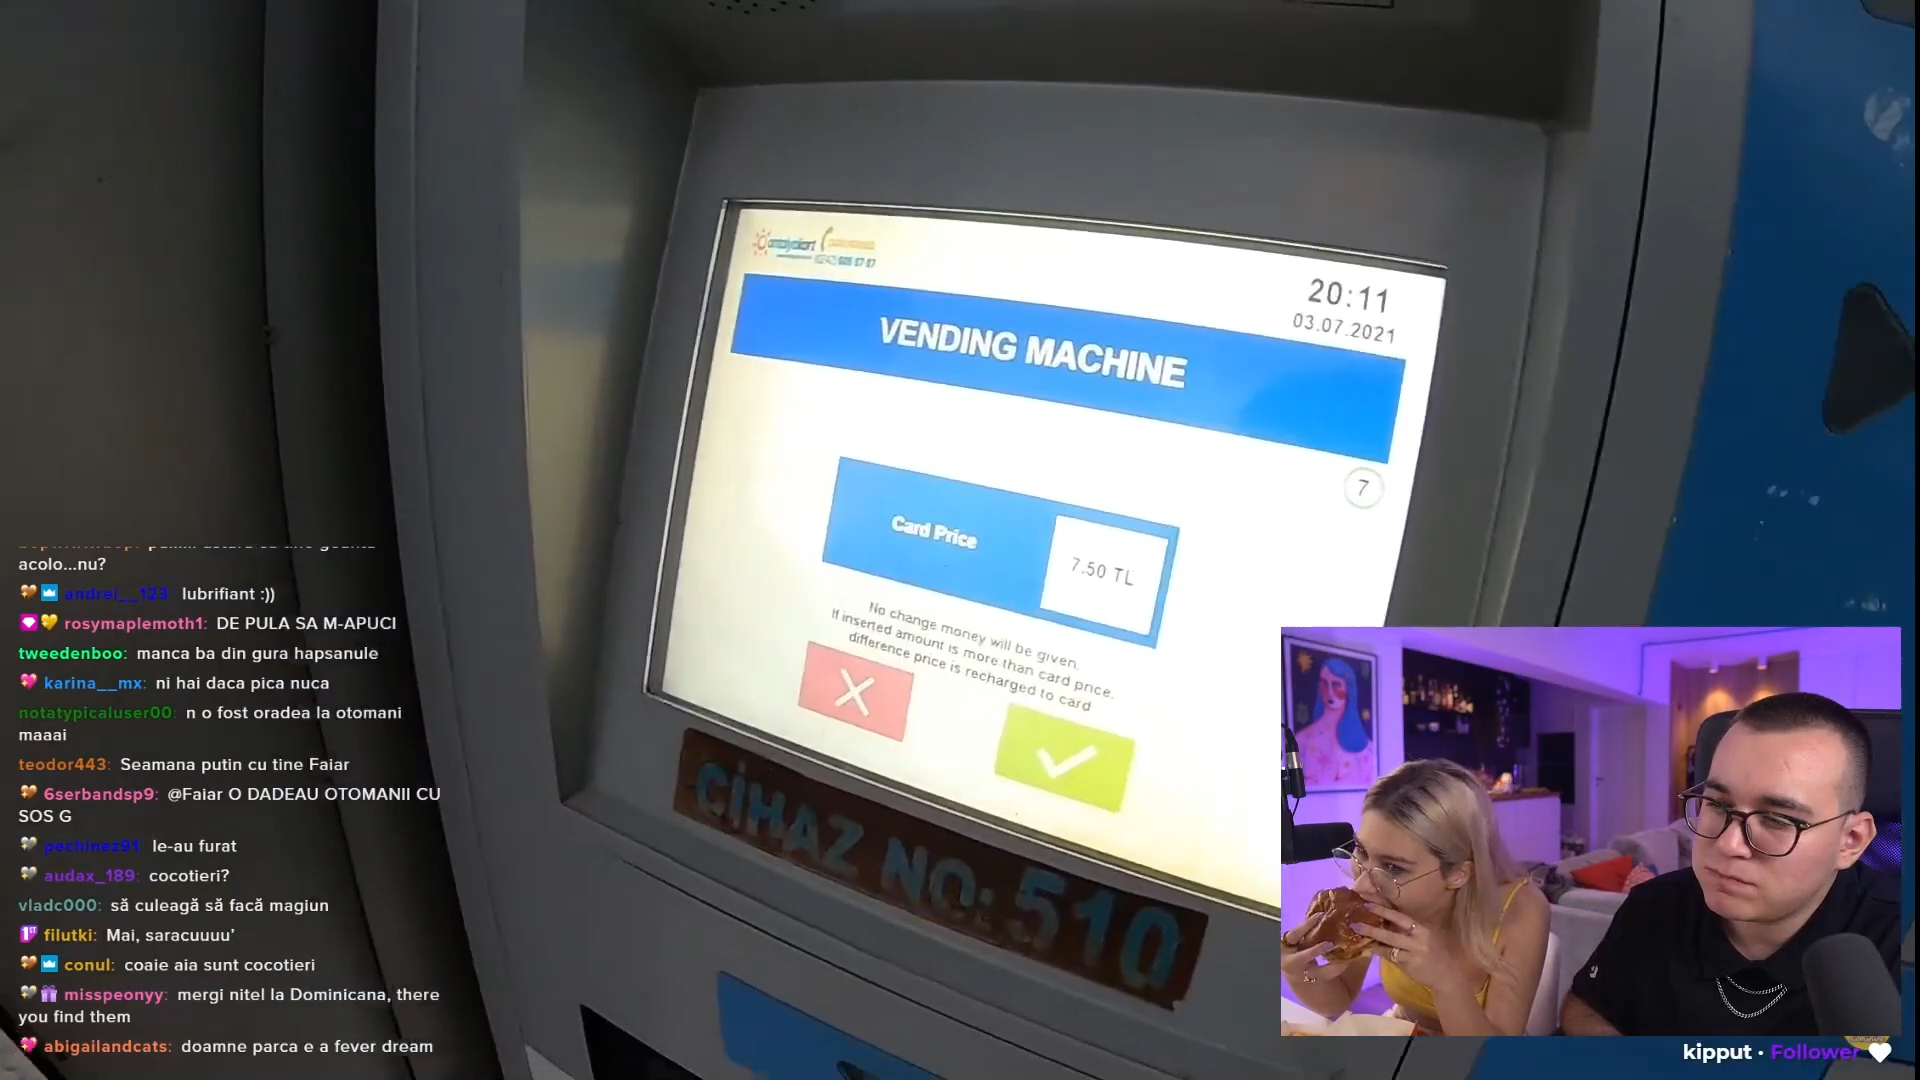 20:11
03.07.2021
VENDING MACHINE
7
Card Price
7.50 TL
No change money will be given.
If inserted amount is more than card price.
difference price is recharged to card
CİHAZ NO: 510
acolo...nu?
andrei__123 lubrifiant :))
rosymaplemoth1: DE PULA SA M-APUCI
tweedenboo: manca ba din gura hapsanule
karina__mx: ni hai daca pica nuca
notatypicaluser00: n o fost oradea la otomani
maaai
teodor443: Seamana putin cu tine Faiar
6serbandsp9: @Faiar O DADEAU OTOMANII CU
SOS G
pechinez91 le-au furat
audax_189: cocotieri?
vladc000: să culeagă să facă magiun
1ST filutki: Mai, saracuuuu'
conul: coaie aia sunt cocotieri
misspeonyy: mergi nitel la Dominicana, there
you find them
abigailandcats: doamne parca e a fever dream
kipput · Follower